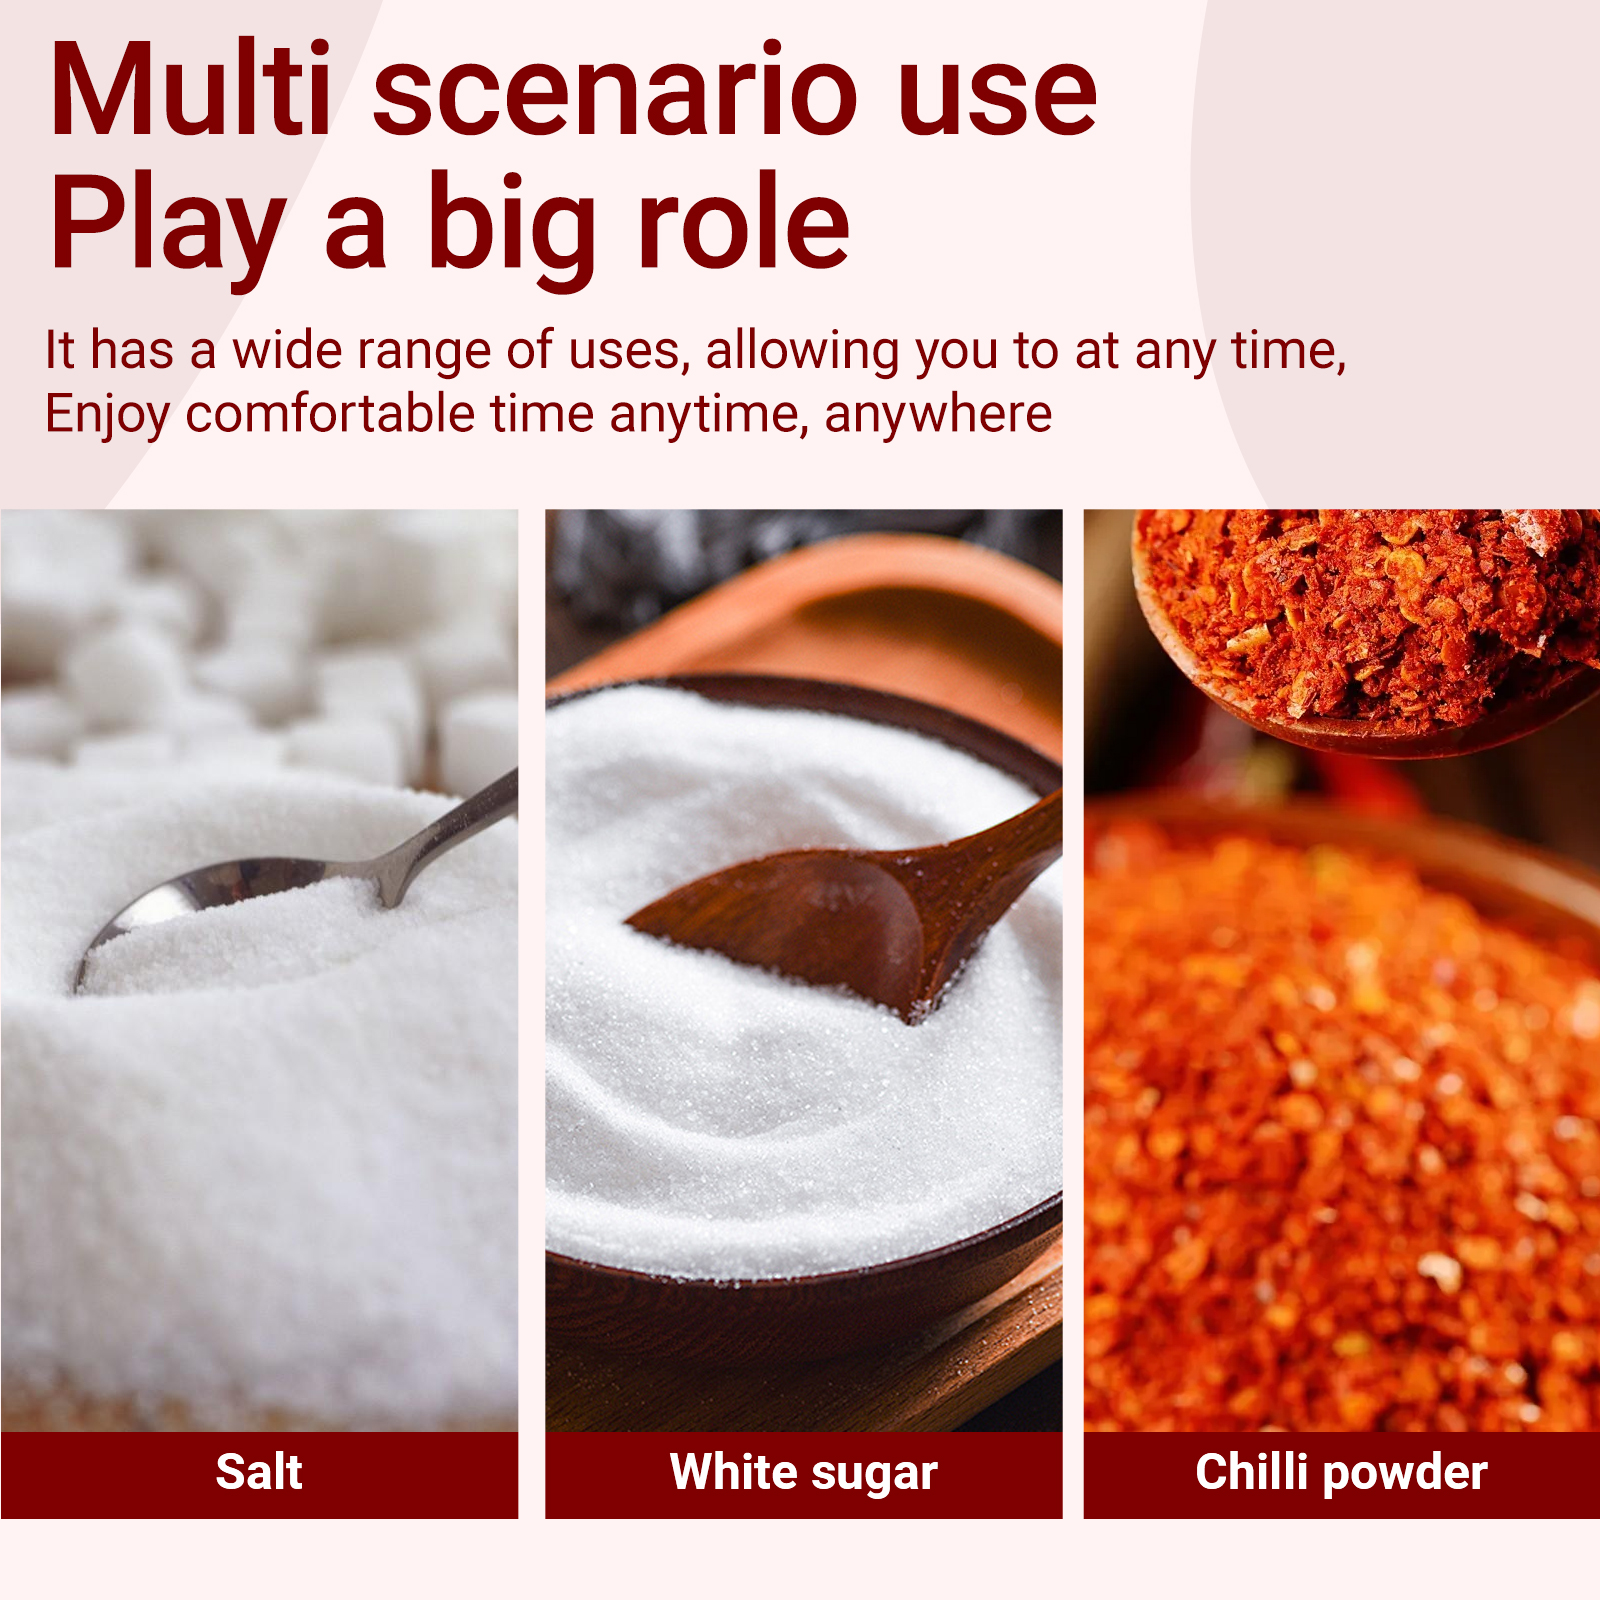 Multi scenario use
Play a big role
It has a wide range of uses, allowing you to at any time,
Enjoy comfortable time anytime, anywhere
Salt
White sugar
Chilli powder